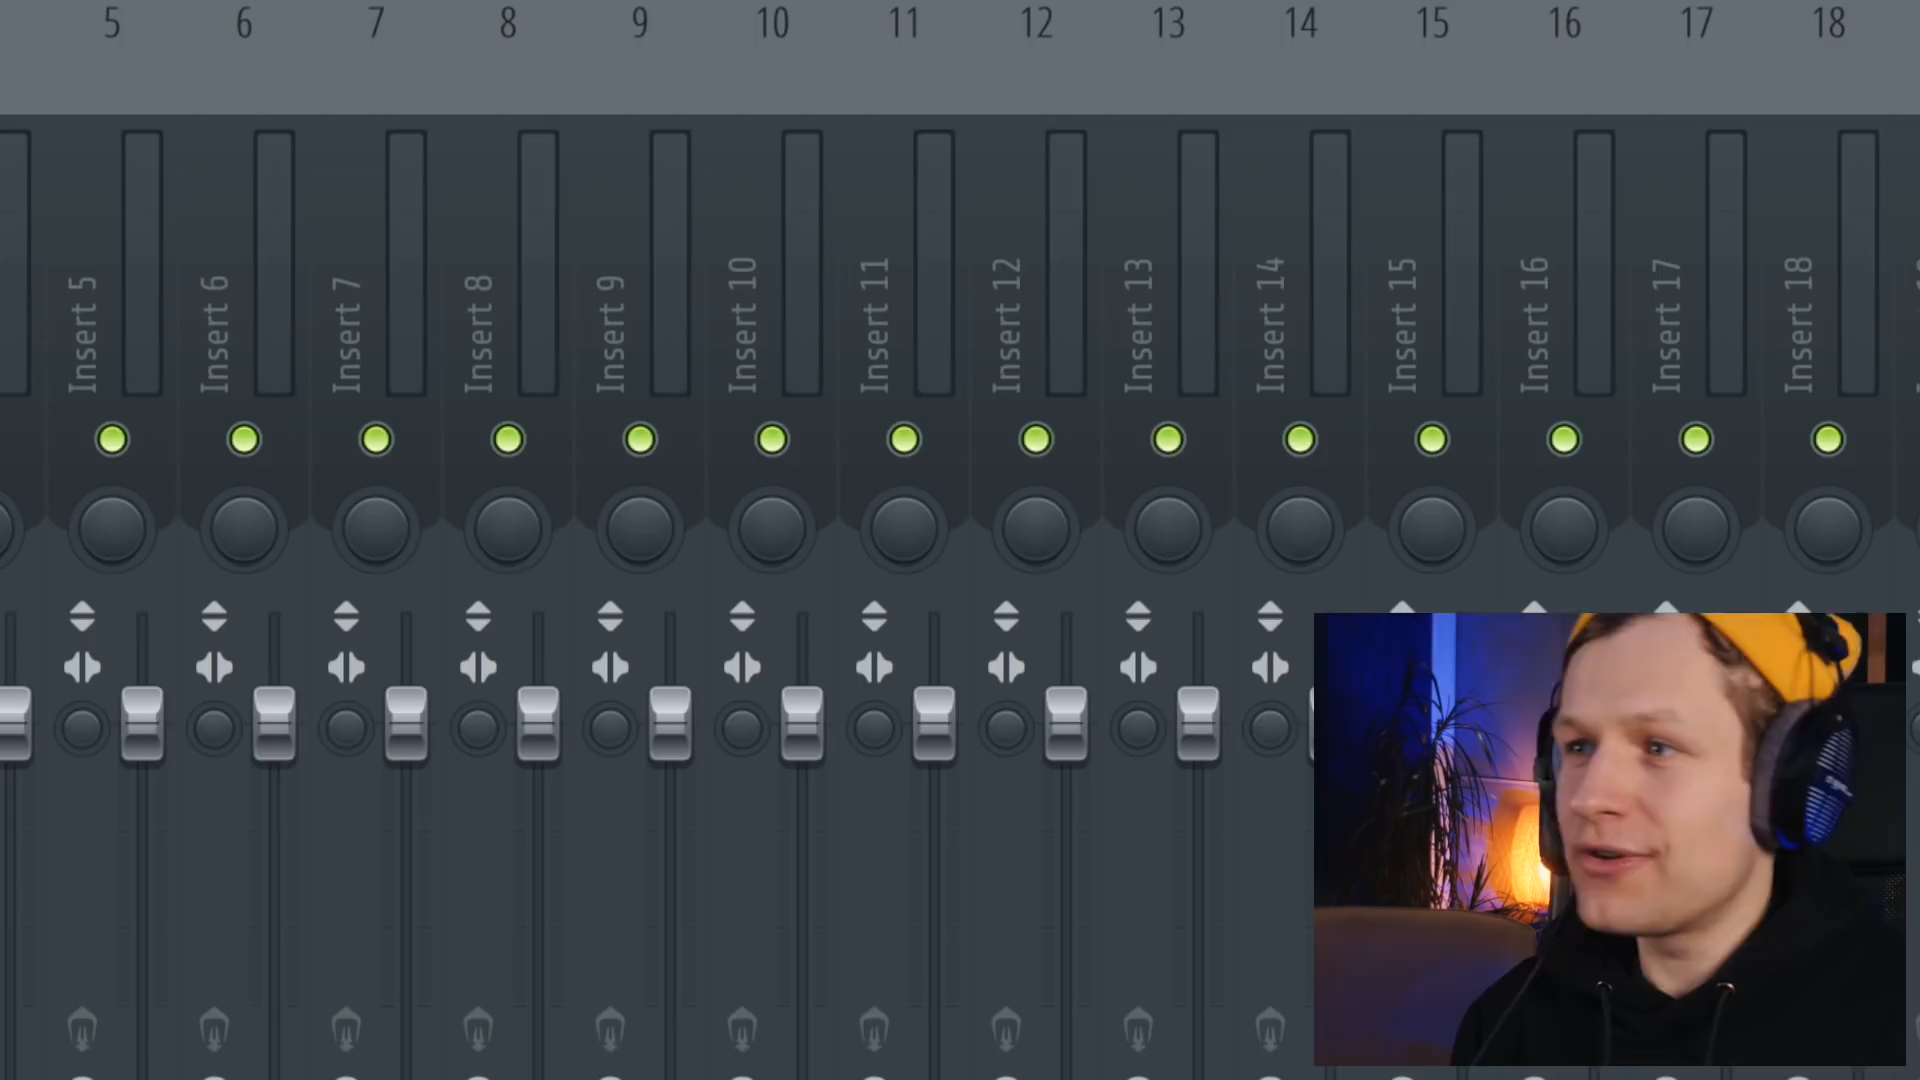 5 6 7 8 9 10 11 12 13 14 15 16 17 18
Insert 5
Insert 6
Insert 7
Insert 8
Insert 9
Insert 10
Insert 11
Insert 12
Insert 13
Insert 14
Insert 15
Insert 16
Insert 17
Insert 18